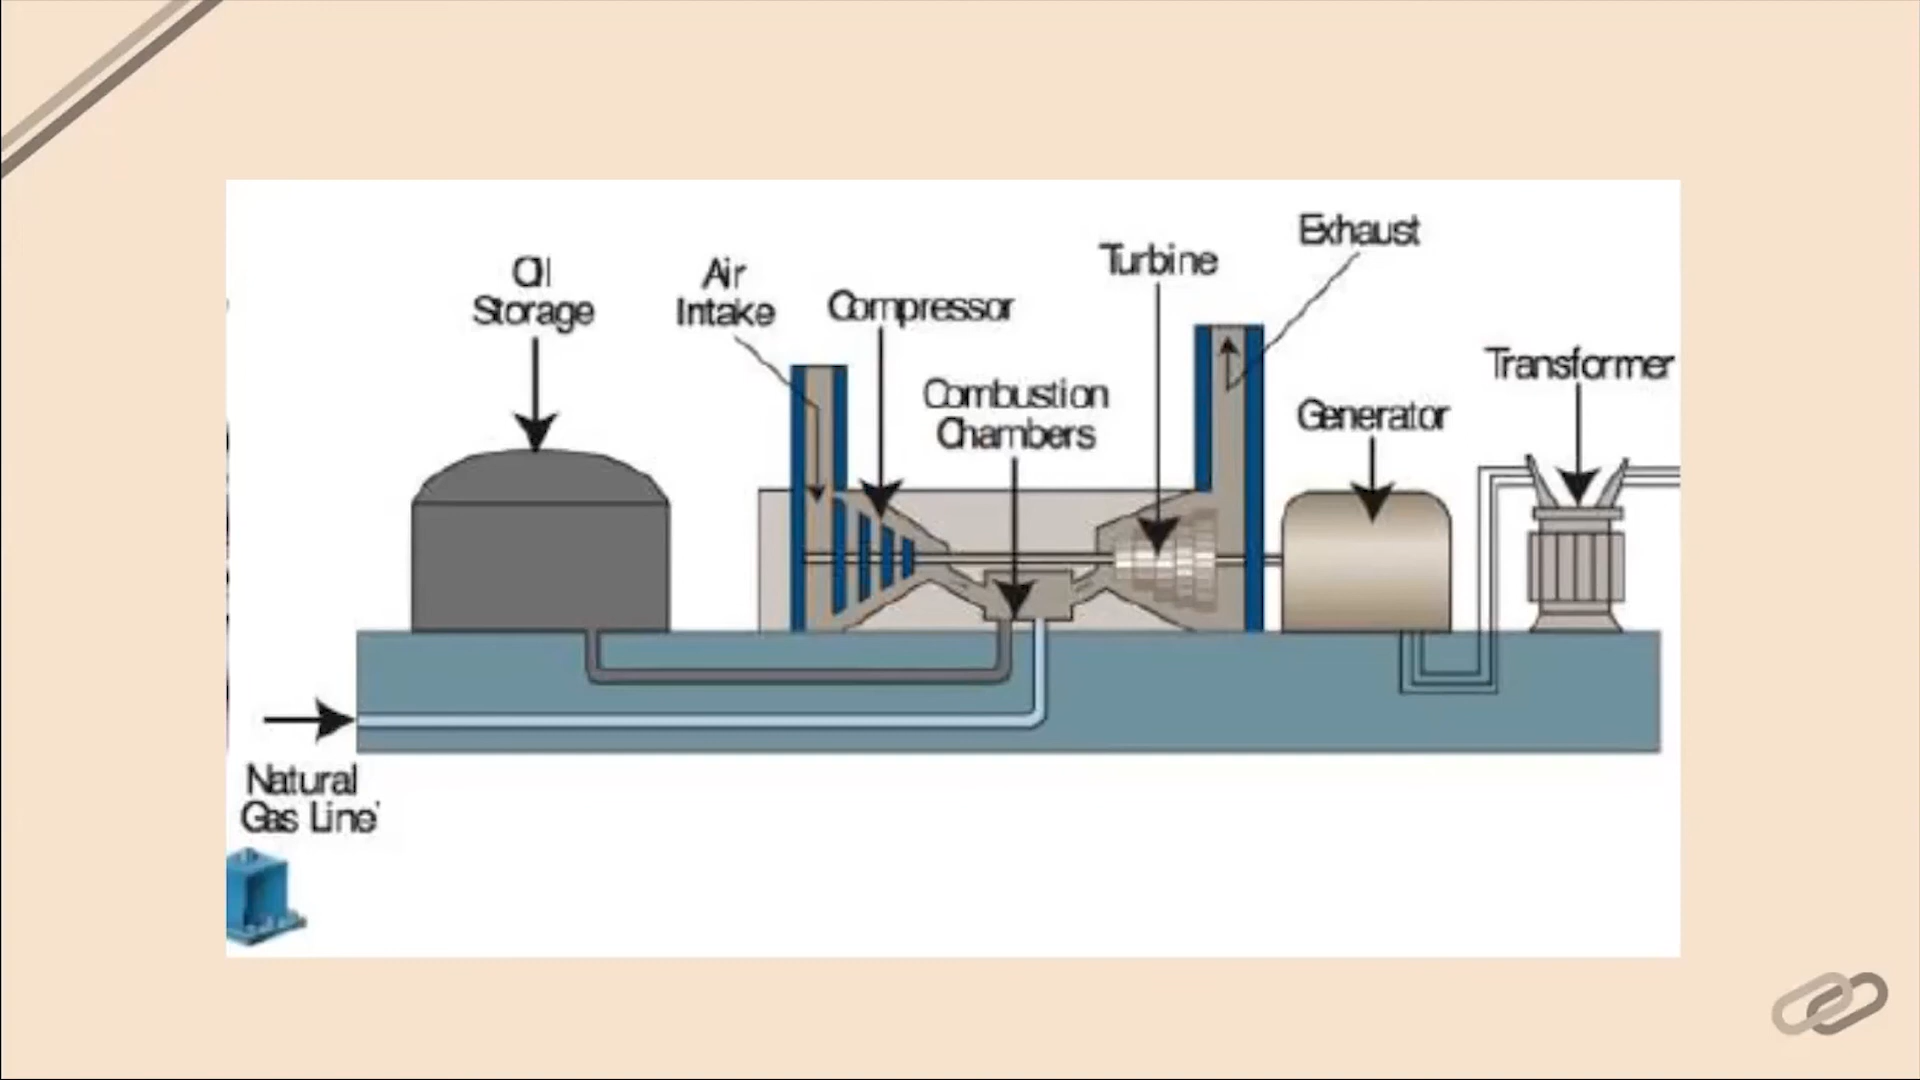 Oil
Storage
Air
Intake
Compressor
Combustion
Chambers
Turbine
Exhaust
Generator
Transformer
Natural
Gas Line